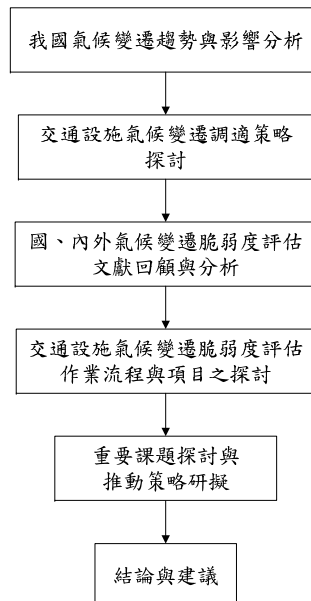 我國氣候變遷趨勢與影響分析
交通設施氣候變遷調適策略
探討
國、內外氣候變遷脆弱度評估
文獻回顧與分析
交通設施氣候變遷脆弱度評估
作業流程與項目之探討
重要課題探討與
推動策略研擬
結論與建議